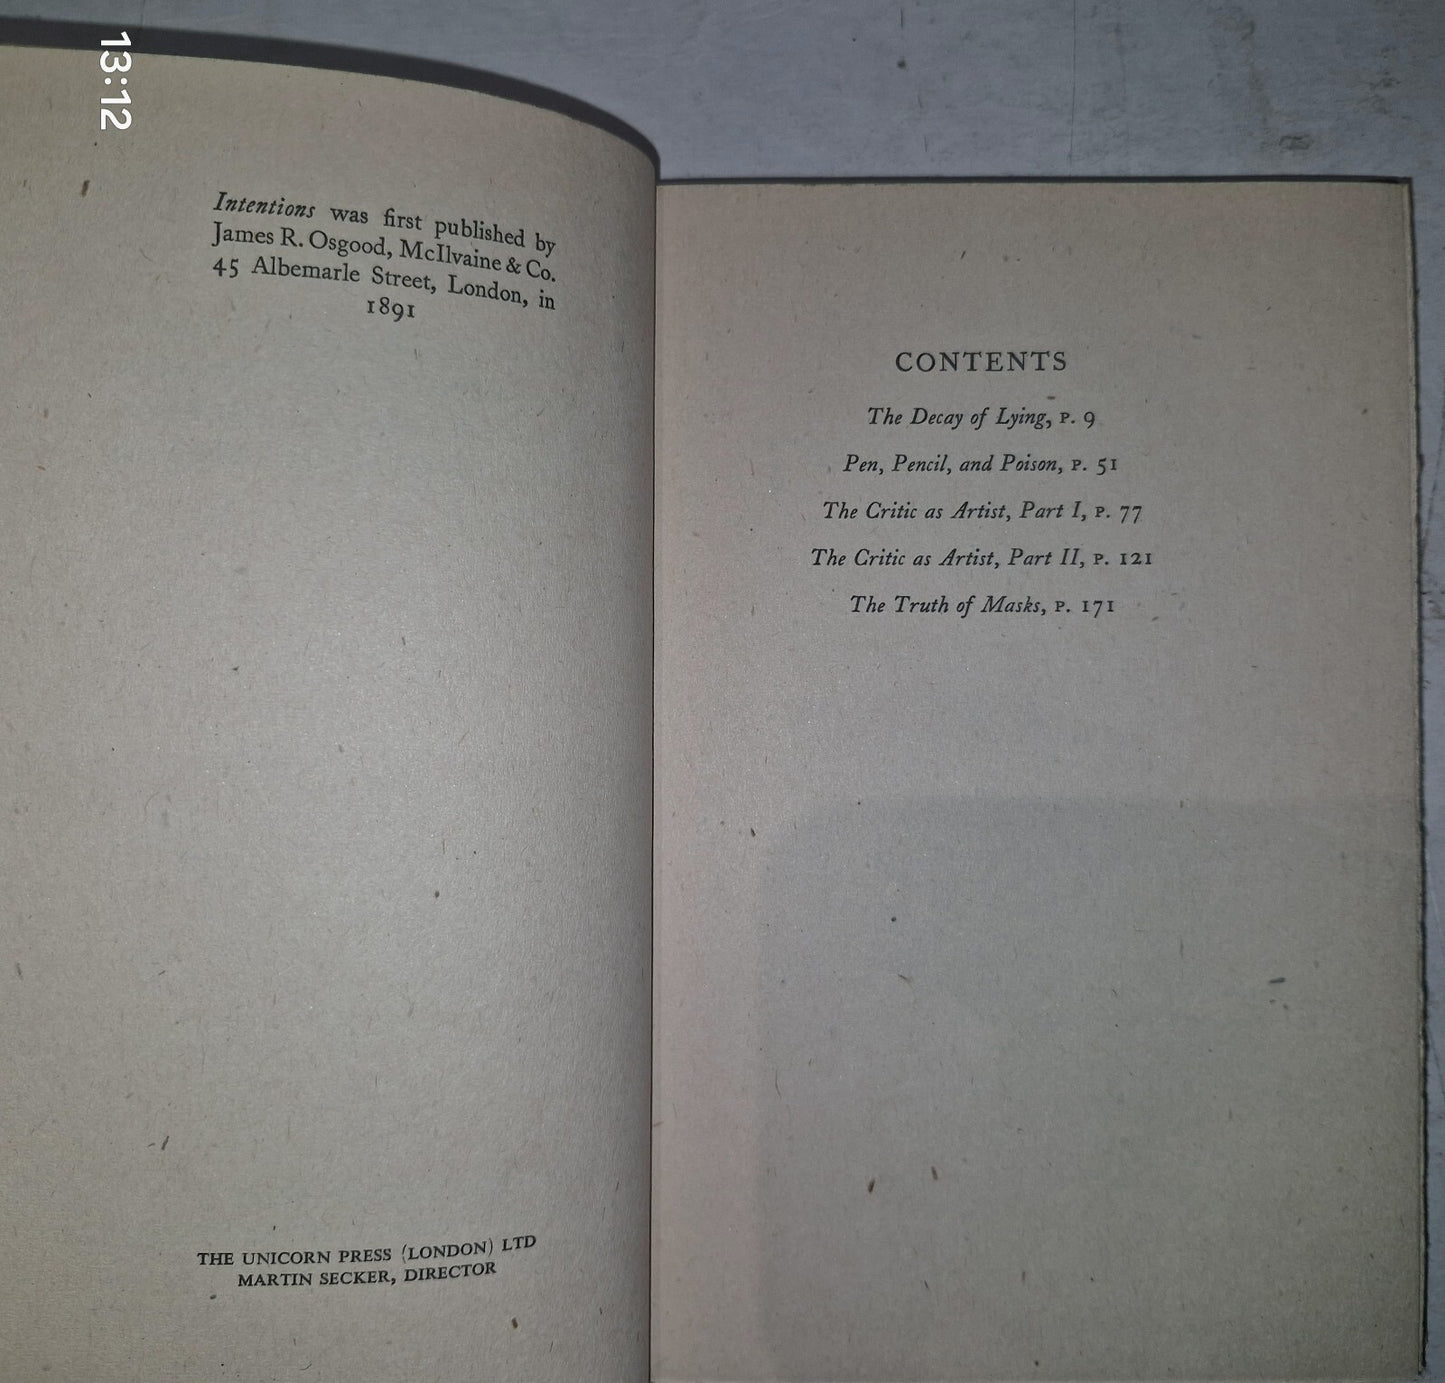 13:12
Intentions was first published by
James R. Osgood, McIlvaine & Co.
45 Albemarle Street, London, in
1891
THE UNICORN PRESS (LONDON) LTD
MARTIN SECKER, DIRECTOR
CONTENTS
The Decay of Lying, P. 9
Pen, Pencil, and Poison, P. 51
The Critic as Artist, Part I, P. 77
The Critic as Artist, Part II, P. 121
The Truth of Masks, P. 171